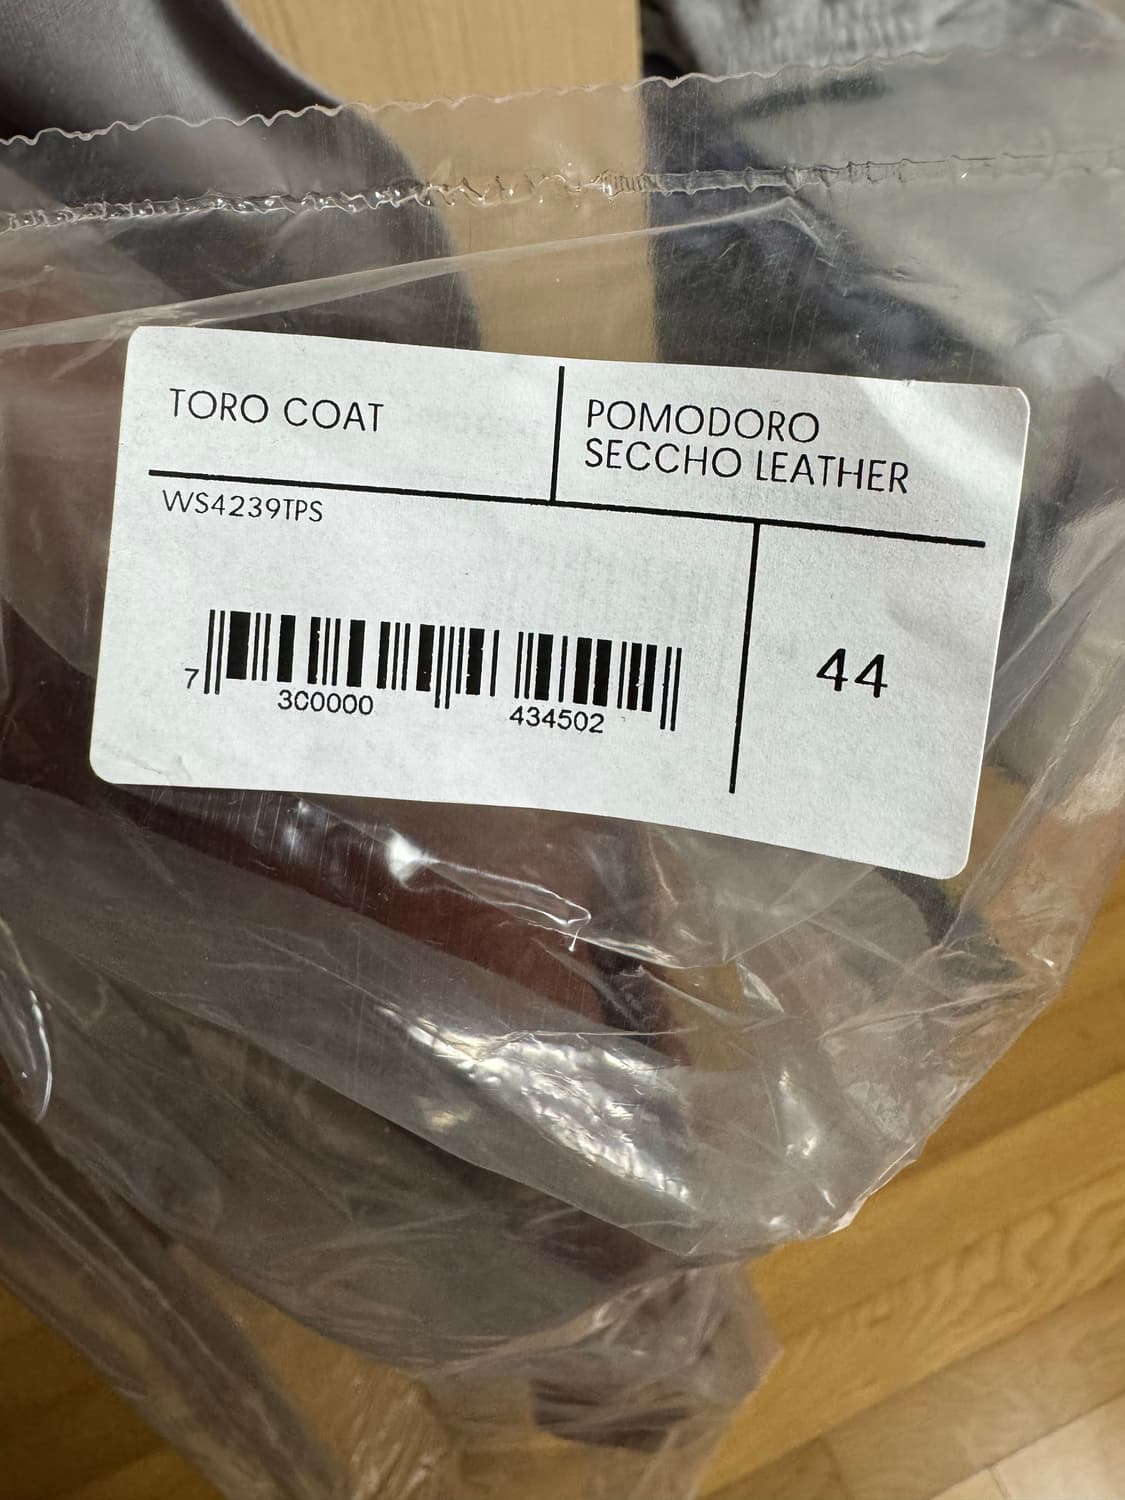 TORO COAT
POMODORO
SECCHO LEATHER
WS4239TPS
44
7 300000 434502